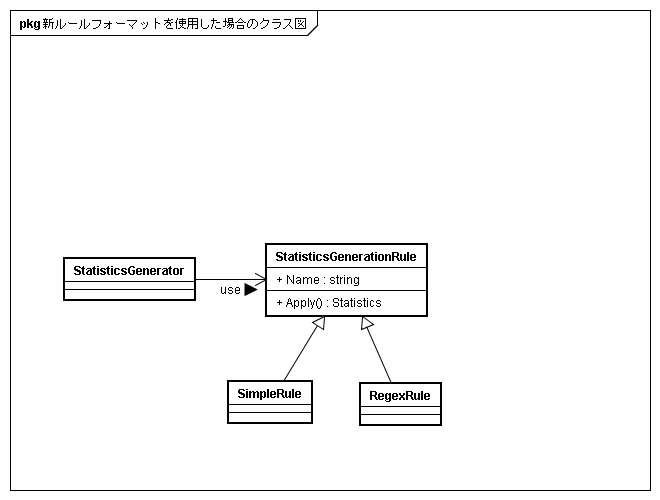 pkg 新ルールフォーマットを使用した場合のクラス図
StatisticsGenerationRule
StatisticsGenerator
+ Name : string
use ▶
+ Apply() : Statistics
SimpleRule
RegexRule